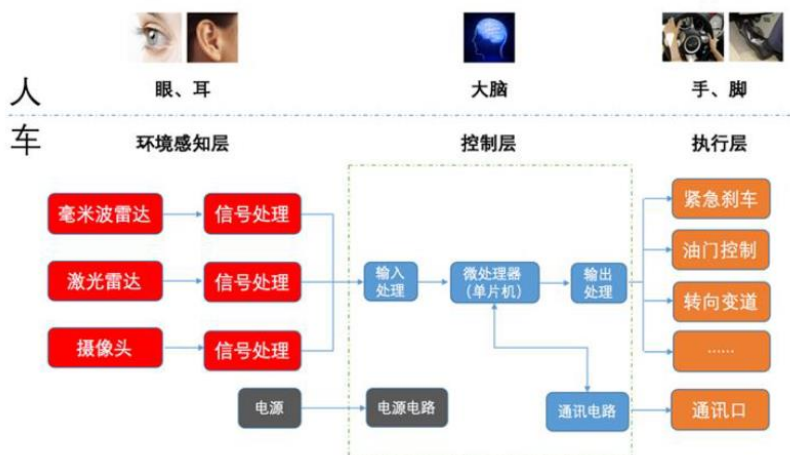 人
眼、耳
大脑
手、脚
车
环境感知层
控制层
执行层
毫米波雷达
信号处理
激光雷达
信号处理
摄像头
信号处理
输入
处理
微处理器
(单片机)
输出
处理
紧急刹车
油门控制
转向变道
......
电源
电源电路
通讯电路
通讯口